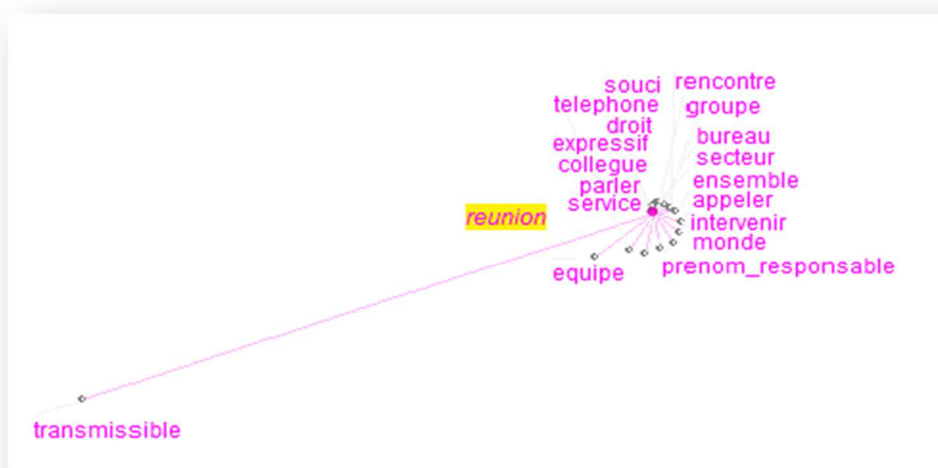 souci
rencontre
telephone
groupe
droit
bureau
expressif
secteur
collegue
ensemble
parler
appeler
service
reunion
intervenir
monde
equipe
prenom_responsable
transmissible